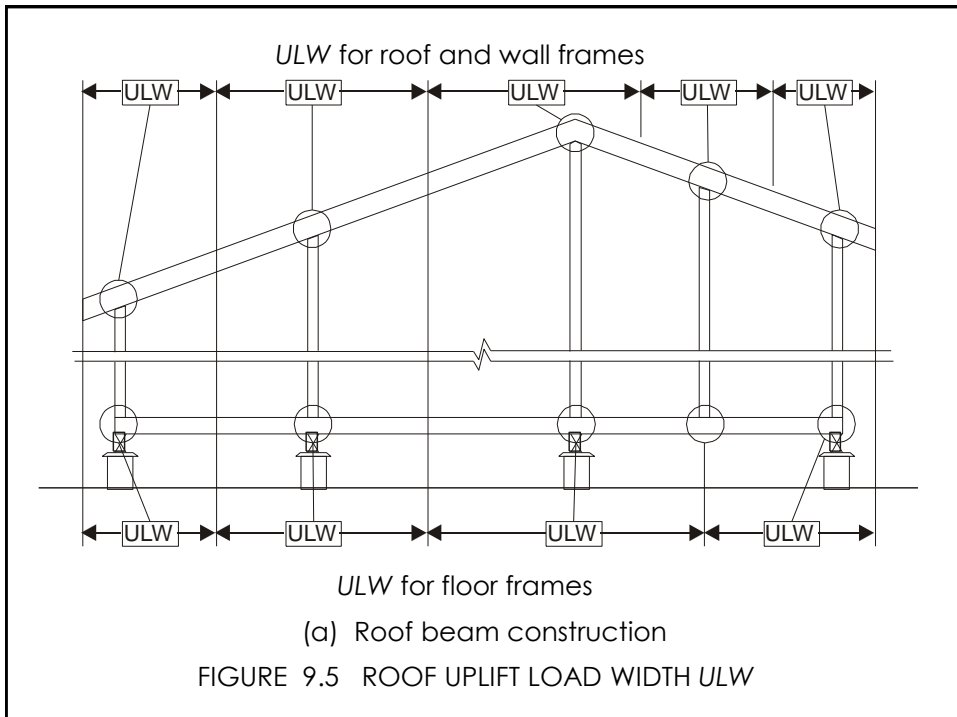 ULW for roof and wall frames
ULW ULW ULW ULW ULW
ULW ULW ULW ULW
ULW for floor frames
(a) Roof beam construction
FIGURE 9.5 ROOF UPLIFT LOAD WIDTH ULW